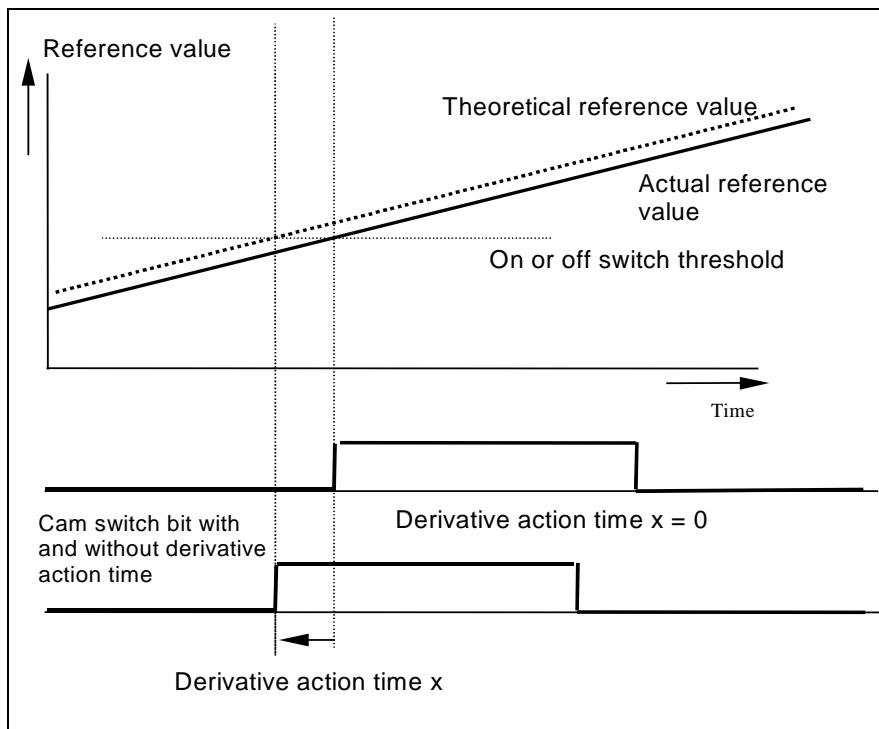 Reference value
Theoretical reference value
Actual reference
value
On or off switch threshold
Time
Cam switch bit with
and without derivative
action time
Derivative action time x = 0
Derivative action time x